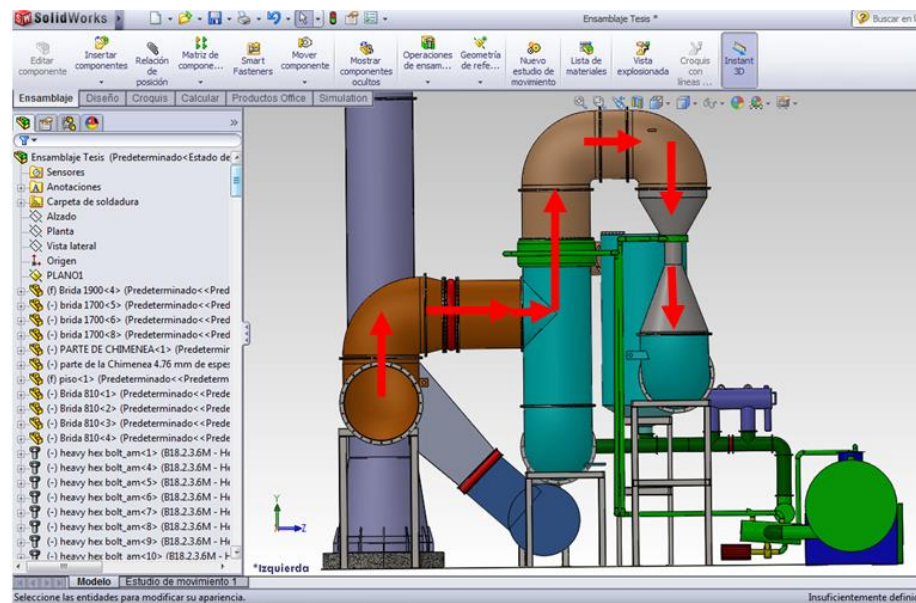 SolidWorks
Ensamblaje Tesis *
Buscar en
Editar componente
Insertar componentes
Relación de posición
Matriz de compone...
Smart Fasteners
Mover componente
Mostrar componentes ocultos
Operaciones de ensam...
Geometría de refe...
Nuevo estudio de movimiento
Lista de materiales
Vista explosionada
Croquis con líneas ...
Instant 3D
Ensamblaje Diseño Croquis Calcular Productos Office Simulation
Ensamblaje Tesis (Predeterminado<Estado de
Sensores
Anotaciones
Carpeta de soldadura
Alzado
Planta
Vista lateral
Origen
PLANO1
(f) Brida 1900<4> (Predeterminado<<Pred
(-) brida 1700<5> (Predeterminado<<Pred
(-) brida 1700<6> (Predeterminado<<Pred
(-) brida 1700<8> (Predeterminado<<Pred
(-) PARTE DE CHIMENEA<1> (Predetermir
(-) parte de la Chimenea 4.76 mm de espe
(f) piso<1> (Predeterminado<<Predeterm
(-) Brida 810<1> (Predeterminado<<Prede
(-) Brida 810<2> (Predeterminado<<Prede
(-) Brida 810<3> (Predeterminado<<Prede
(-) Brida 810<4> (Predeterminado<<Prede
(-) heavy hex bolt_am<1> (B18.2.3.6M - He
(-) heavy hex bolt_am<4> (B18.2.3.6M - He
(-) heavy hex bolt_am<5> (B18.2.3.6M - He
(-) heavy hex bolt_am<6> (B18.2.3.6M - He
(-) heavy hex bolt_am<7> (B18.2.3.6M - He
(-) heavy hex bolt_am<8> (B18.2.3.6M - He
(-) heavy hex bolt_am<9> (B18.2.3.6M - He
(-) heavy hex bolt_am<10> (B18.2.3.6M - H
Y
Z
*Izquierda
Modelo Estudio de movimiento 1
Seleccione las entidades para modificar su apariencia.
Insuficientemente defini